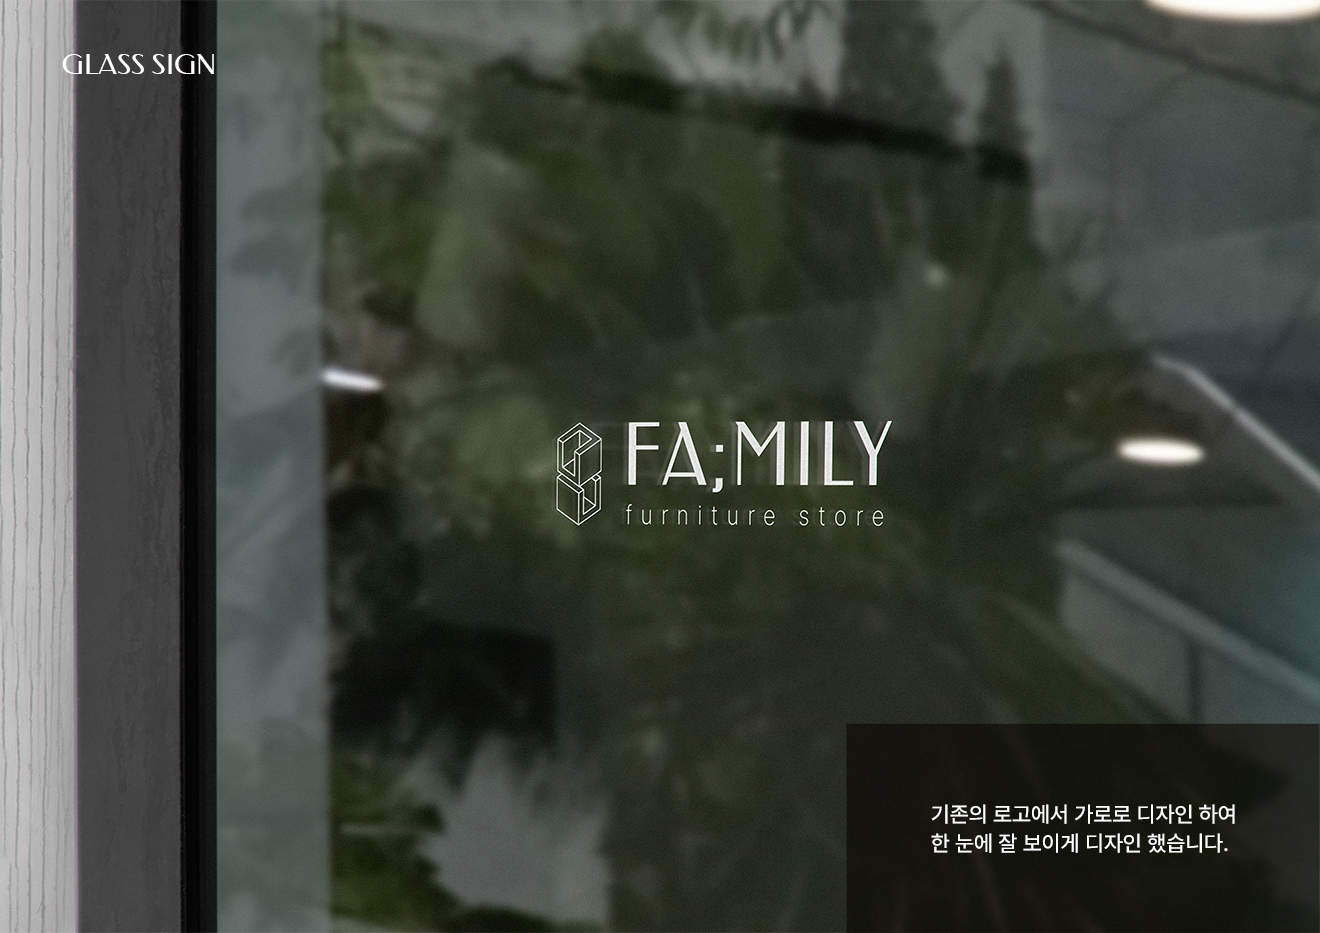 GLASS SIGN
FA;MILY
furniture store
기존의 로고에서 가로로 디자인 하여
한 눈에 잘 보이게 디자인 했습니다.